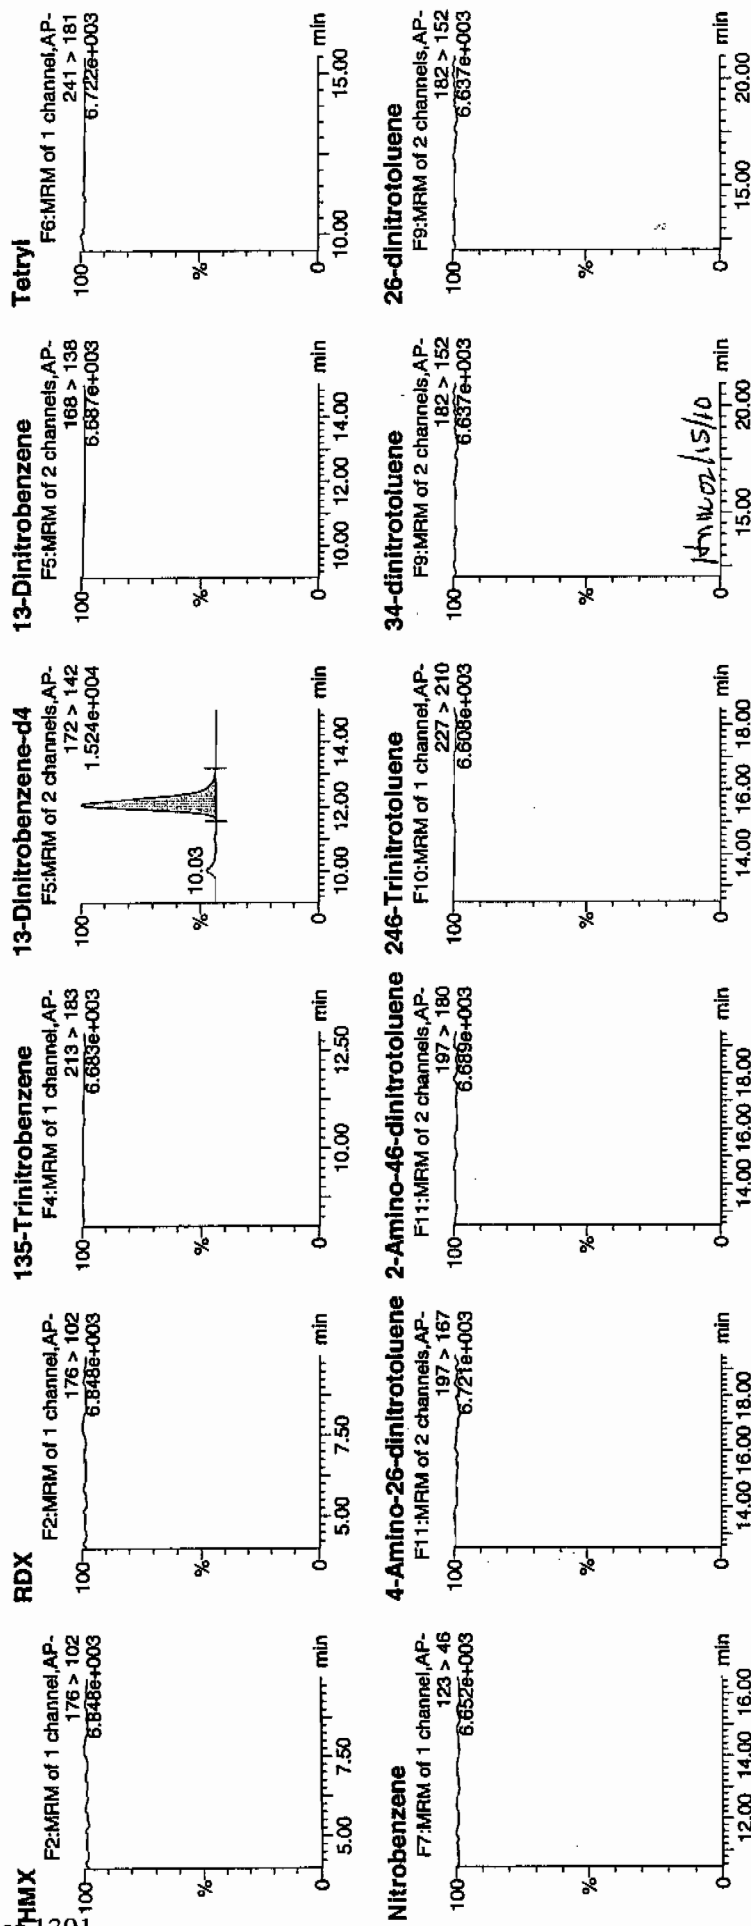 HMX
F2:MRM of 1 channel,AP-
176 > 102
6.848e+003
100
%
0
5.00 7.50 min
RDX
F2:MRM of 1 channel,AP-
176 > 102
6.848e+003
100
%
0
5.00 7.50 min
135-Trinitrobenzene
F4:MRM of 1 channel,AP-
213 > 183
6.683e+003
100
%
0
10.00 12.50 min
13-Dinitrobenzene-d4
F5:MRM of 2 channels,AP-
172 > 142
1.524e+004
100
%
10.03
0
10.00 12.00 14.00 min
13-Dinitrobenzene
F5:MRM of 2 channels,AP-
168 > 138
6.687e+003
100
%
0
10.00 12.00 14.00 min
Tetryl
F6:MRM of 1 channel,AP-
241 > 181
6.722e+003
100
%
0
10.00 15.00 min
Nitrobenzene
F7:MRM of 1 channel,AP-
123 > 46
6.652e+003
100
%
0
12.00 14.00 16.00 min
4-Amino-26-dinitrotoluene
F11:MRM of 2 channels,AP-
197 > 167
6.721e+003
100
%
0
14.00 16.00 18.00 min
2-Amino-46-dinitrotoluene
F11:MRM of 2 channels,AP-
197 > 180
6.689e+003
100
%
0
14.00 16.00 18.00 min
246-Trinitrotoluene
F10:MRM of 1 channel,AP-
227 > 210
6.608e+003
100
%
0
14.00 16.00 18.00 min
34-dinitrotoluene
F9:MRM of 2 channels,AP-
182 > 152
6.637e+003
100
%
02/15/10
0
15.00 20.00 min
26-dinitrotoluene
F9:MRM of 2 channels,AP-
182 > 152
6.637e+003
100
%
0
15.00 20.00 min